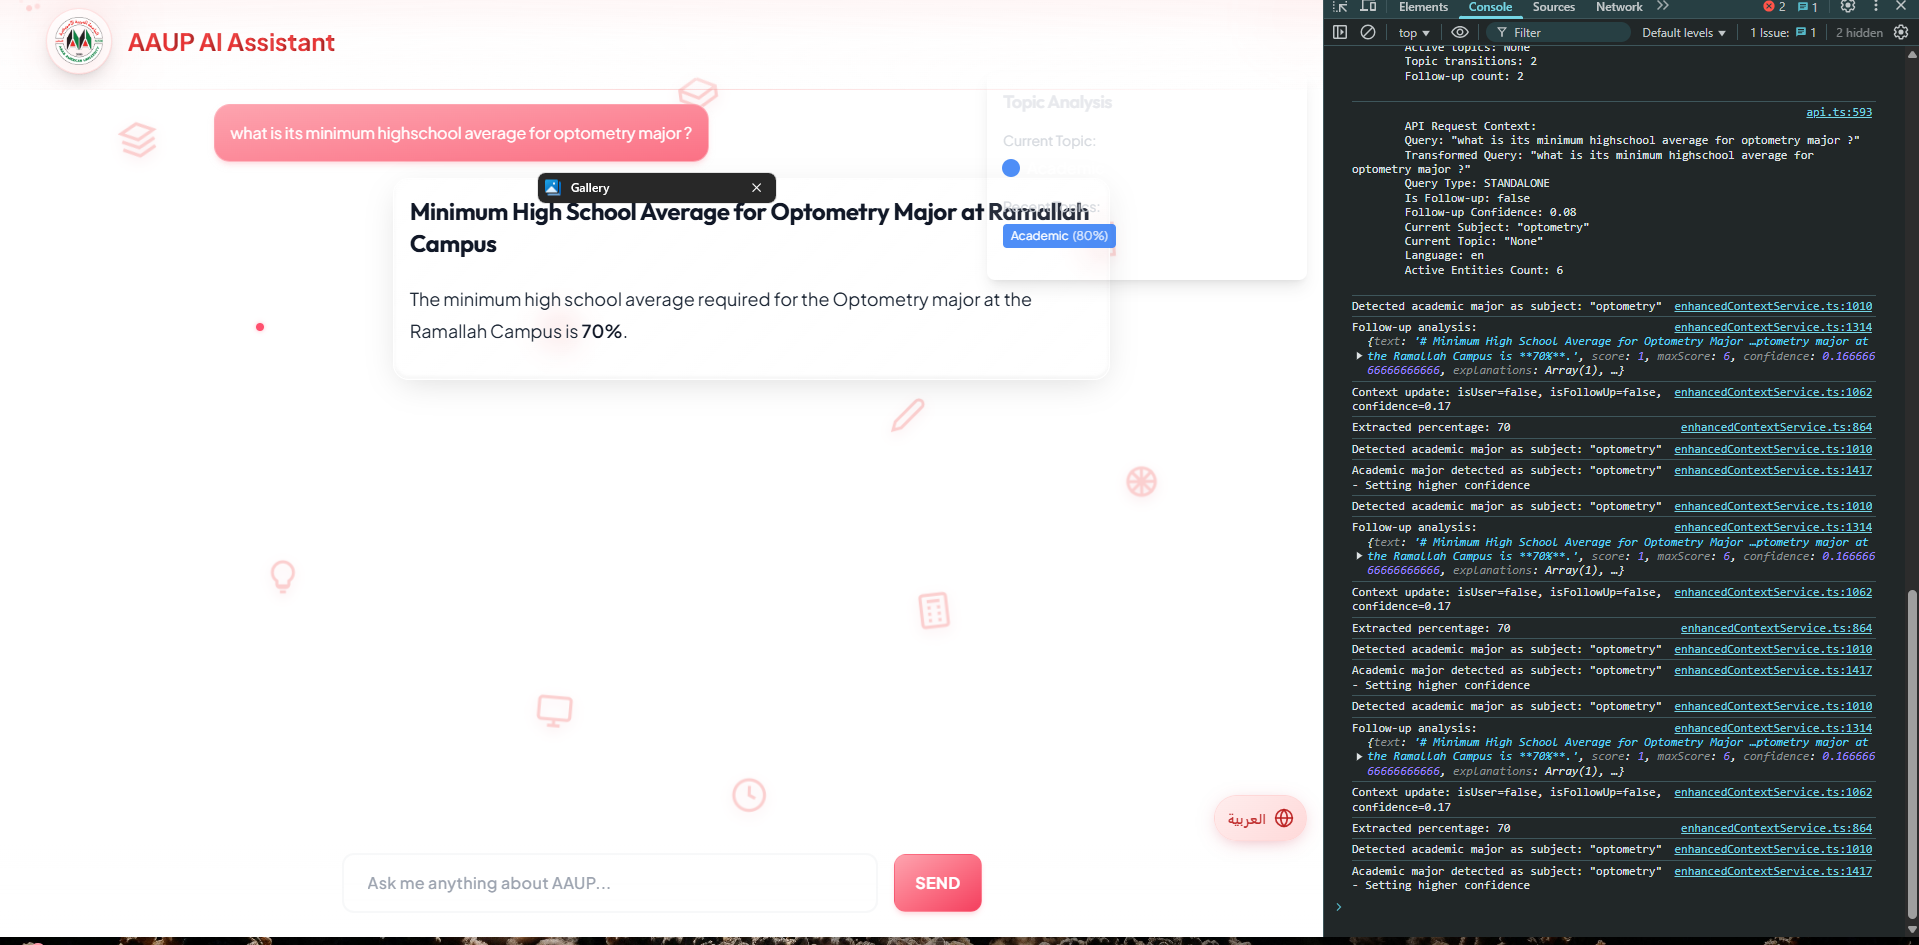 AAUP AI Assistant
what is its minimum highschool average for optometry major ?
Topic Analysis
Current Topic:
Recent Topics:
Academic (80%)
Gallery
Minimum High School Average for Optometry Major at Ramallah
Campus
The minimum high school average required for the Optometry major at the
Ramallah Campus is 70%.
العربية
Ask me anything about AAUP...
SEND
Elements Console Sources Network 2 1
top Filter Default levels 1 Issue: 1 2 hidden
Active topics: None
Topic transitions: 2
Follow-up count: 2
api.ts:593
API Request Context:
Query: "what is its minimum highschool average for optometry major ?"
Transformed Query: "what is its minimum highschool average for
optometry major ?"
Query Type: STANDALONE
Is Follow-up: false
Follow-up Confidence: 0.08
Current Subject: "optometry"
Current Topic: "None"
Language: en
Active Entities Count: 6
Detected academic major as subject: "optometry" enhancedContextService.ts:1010
Follow-up analysis: enhancedContextService.ts:1314
{text: '# Minimum High School Average for Optometry Major …ptometry major at
the Ramallah Campus is **70%**.', score: 1, maxScore: 6, confidence: 0.166666
66666666666, explanations: Array(1), …}
Context update: isUser=false, isFollowUp=false, enhancedContextService.ts:1062
confidence=0.17
Extracted percentage: 70 enhancedContextService.ts:864
Detected academic major as subject: "optometry" enhancedContextService.ts:1010
Academic major detected as subject: "optometry" enhancedContextService.ts:1417
- Setting higher confidence
Detected academic major as subject: "optometry" enhancedContextService.ts:1010
Follow-up analysis: enhancedContextService.ts:1314
{text: '# Minimum High School Average for Optometry Major …ptometry major at
the Ramallah Campus is **70%**.', score: 1, maxScore: 6, confidence: 0.166666
66666666666, explanations: Array(1), …}
Context update: isUser=false, isFollowUp=false, enhancedContextService.ts:1062
confidence=0.17
Extracted percentage: 70 enhancedContextService.ts:864
Detected academic major as subject: "optometry" enhancedContextService.ts:1010
Academic major detected as subject: "optometry" enhancedContextService.ts:1417
- Setting higher confidence
Detected academic major as subject: "optometry" enhancedContextService.ts:1010
Follow-up analysis: enhancedContextService.ts:1314
{text: '# Minimum High School Average for Optometry Major …ptometry major at
the Ramallah Campus is **70%**.', score: 1, maxScore: 6, confidence: 0.166666
66666666666, explanations: Array(1), …}
Context update: isUser=false, isFollowUp=false, enhancedContextService.ts:1062
confidence=0.17
Extracted percentage: 70 enhancedContextService.ts:864
Detected academic major as subject: "optometry" enhancedContextService.ts:1010
Academic major detected as subject: "optometry" enhancedContextService.ts:1417
- Setting higher confidence